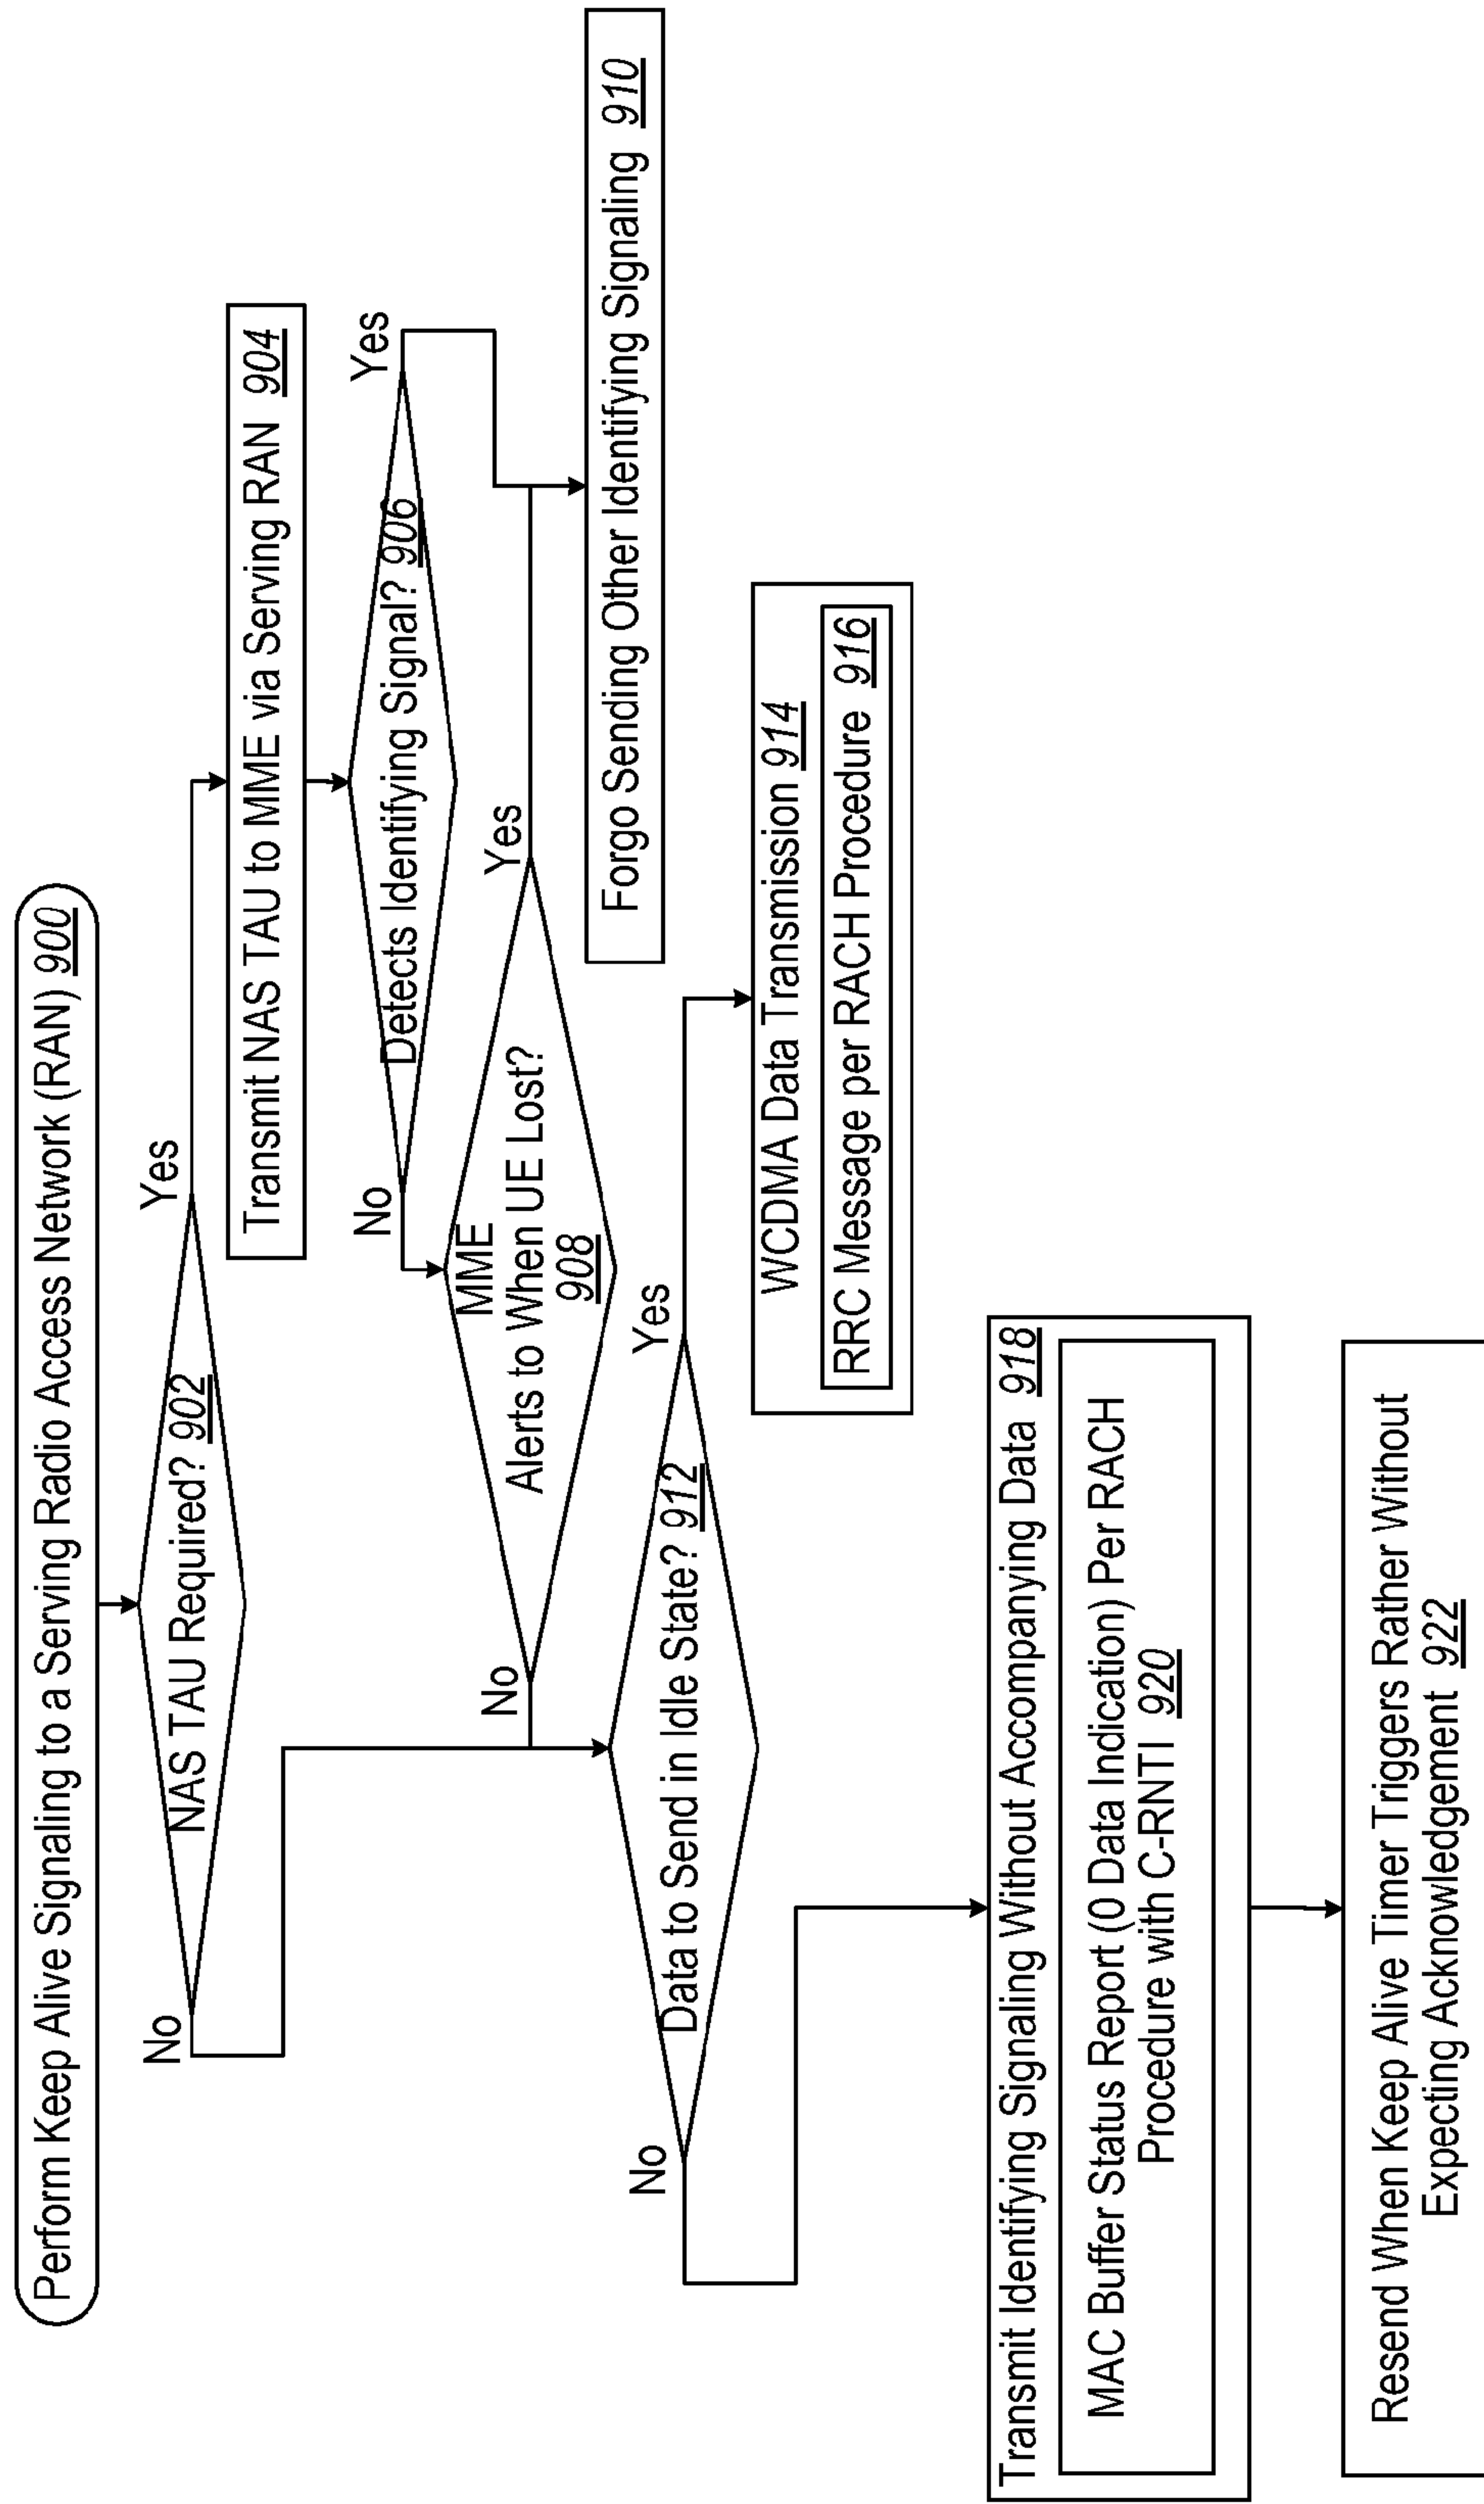 Perform Keep Alive Signaling to a Serving Radio Access Network (RAN) 900
NAS TAU Required? 902
Yes
No
Transmit NAS TAU to MME via Serving RAN 904
Detects Identifying Signal? 906
Yes
No
MME
Alerts to When UE Lost?
908
Yes
No
Forgo Sending Other Identifying Signaling 910
Data to Send in Idle State? 912
Yes
No
WCDMA Data Transmission 914
RRC Message per RACH Procedure 916
Transmit Identifying Signaling Without Accompanying Data 918
MAC Buffer Status Report (0 Data Indication) Per RACH
Procedure with C-RNTI 920
Resend When Keep Alive Timer Triggers Rather Without
Expecting Acknowledgement 922